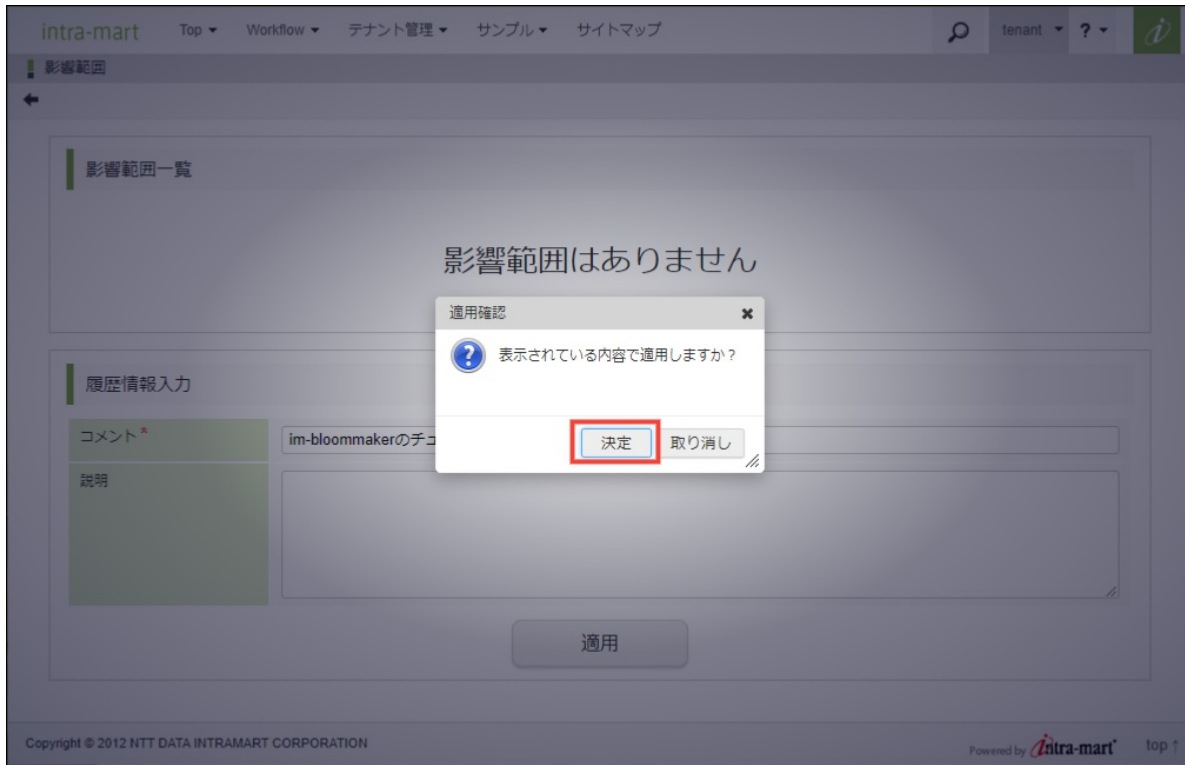 intra-mart Top Workflow テナント管理 サンプル サイトマップ tenant ?
影響範囲
影響範囲一覧
影響範囲はありません
適用確認
表示されている内容で適用しますか？
決定 取り消し
履歴情報入力
コメント* im-bloommakerのチュ
説明
適用
Copyright © 2012 NTT DATA INTRAMART CORPORATION
Powered by intra-mart top ↑